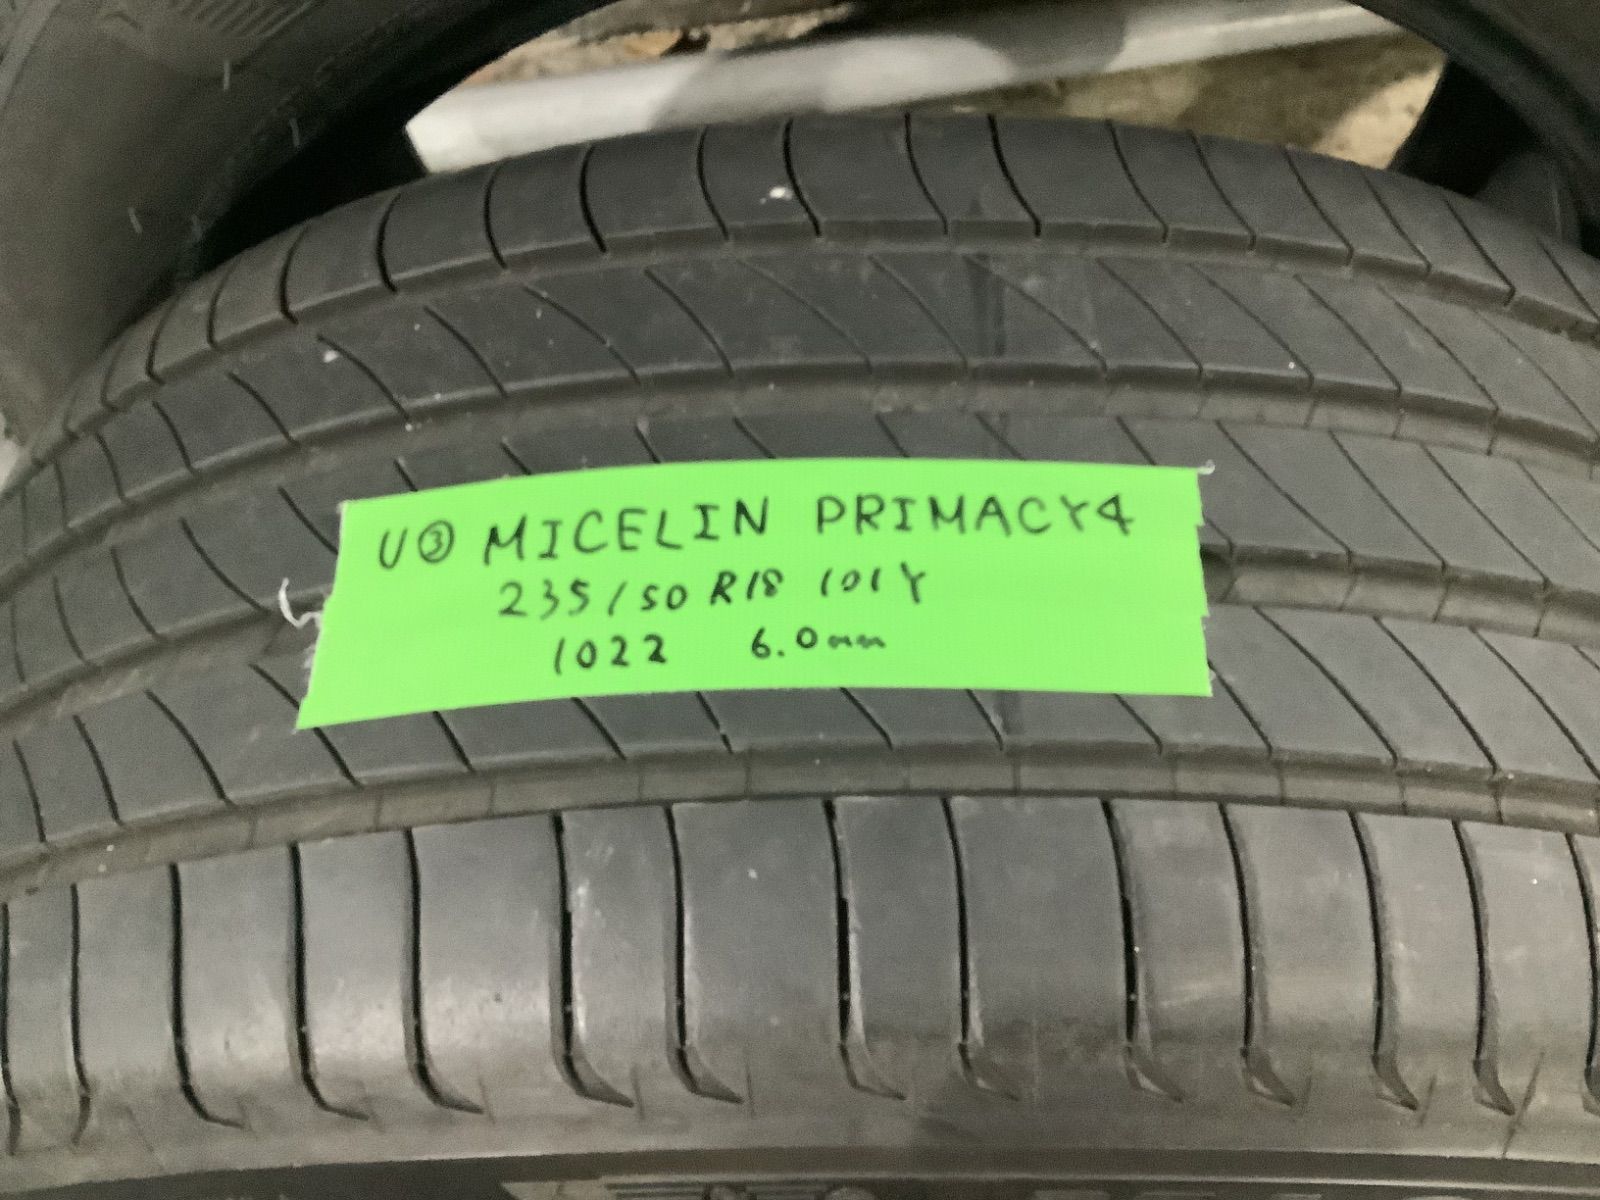 U③ MICELIN PRIMACY4
235/50 R18 101Y
1022 6.0mm